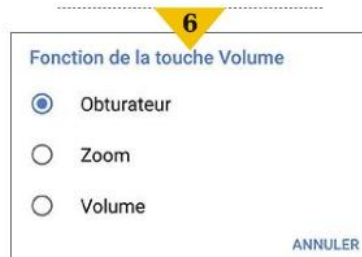 6
Fonction de la touche Volume
Obturateur
Zoom
Volume
ANNULER